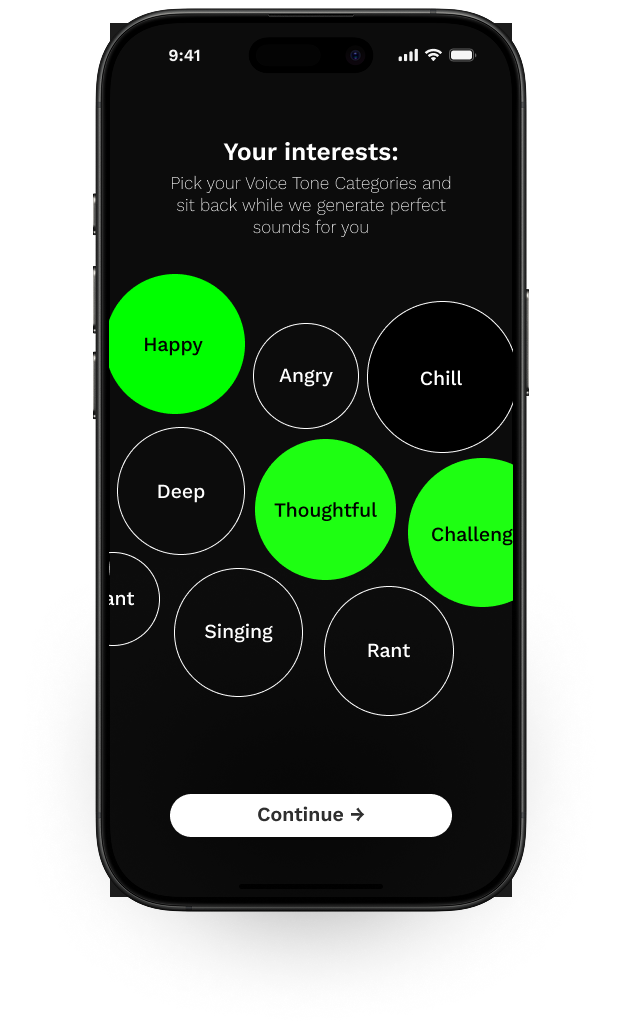 9:41
Your interests:
Pick your Voice Tone Categories and
sit back while we generate perfect
sounds for you
Happy
Angry
Chill
Deep
Thoughtful
Challeng
ant
Singing
Rant
Continue →